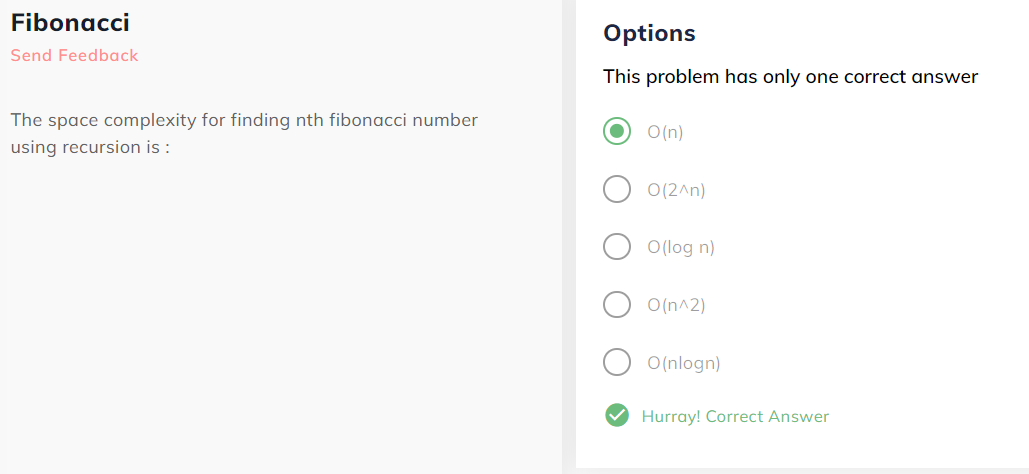 Fibonacci
Send Feedback
The space complexity for finding nth fibonacci number
using recursion is :
Options
This problem has only one correct answer
O(n)
O(2^n)
O(log n)
O(n^2)
O(nlogn)
Hurray! Correct Answer